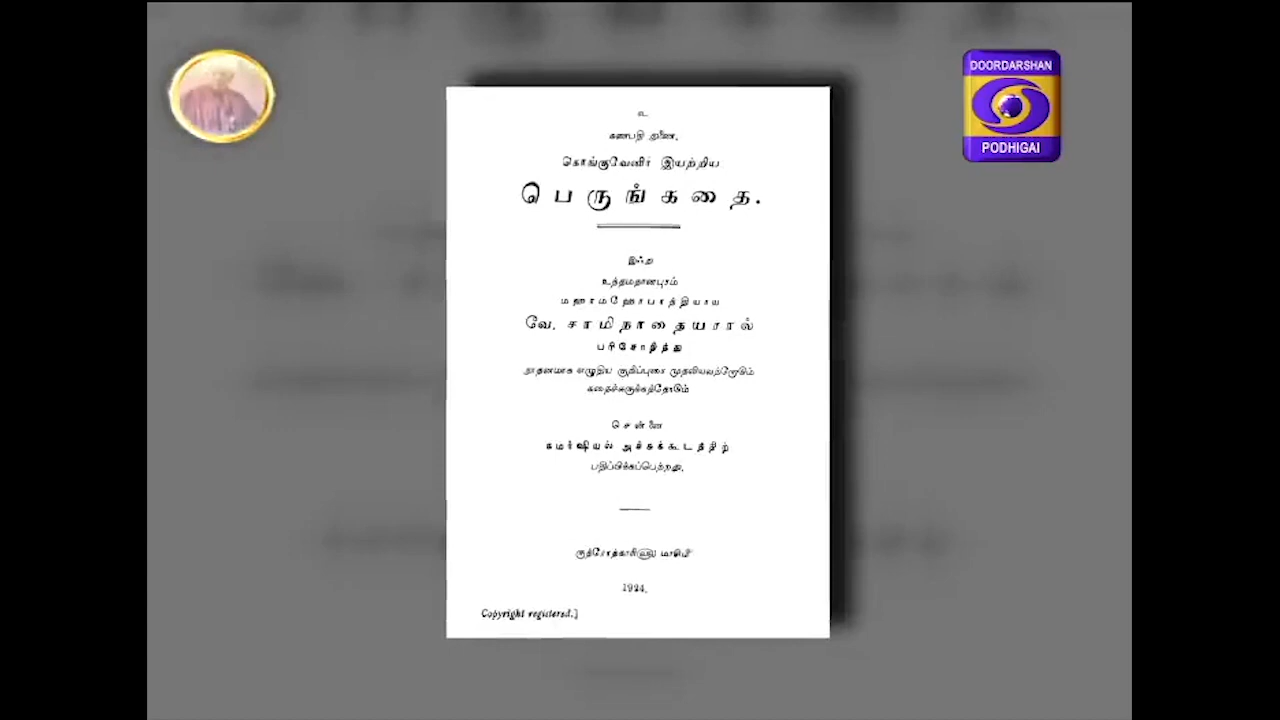 DOORDARSHAN
PODHIGAI
உ
கணபதி துணை.
கொங்குவேளிர் இயற்றிய
பெருங்கதை.
இஃது
உத்தமதானபுரம்
மஹாமஹோபாத்தியாய
வே. சாமிநாதையரால்
பரிசோதித்து
நூதனமாக எழுதிய குறிப்புரை முதலியவற்றோடும்
கதைச்சுருக்கத்தோடும்
சென்னை
கமர்ஷியல் அச்சுக்கூடத்திற்
பதிப்பிக்கப்பெற்றது.
1924.
Copyright registered.]